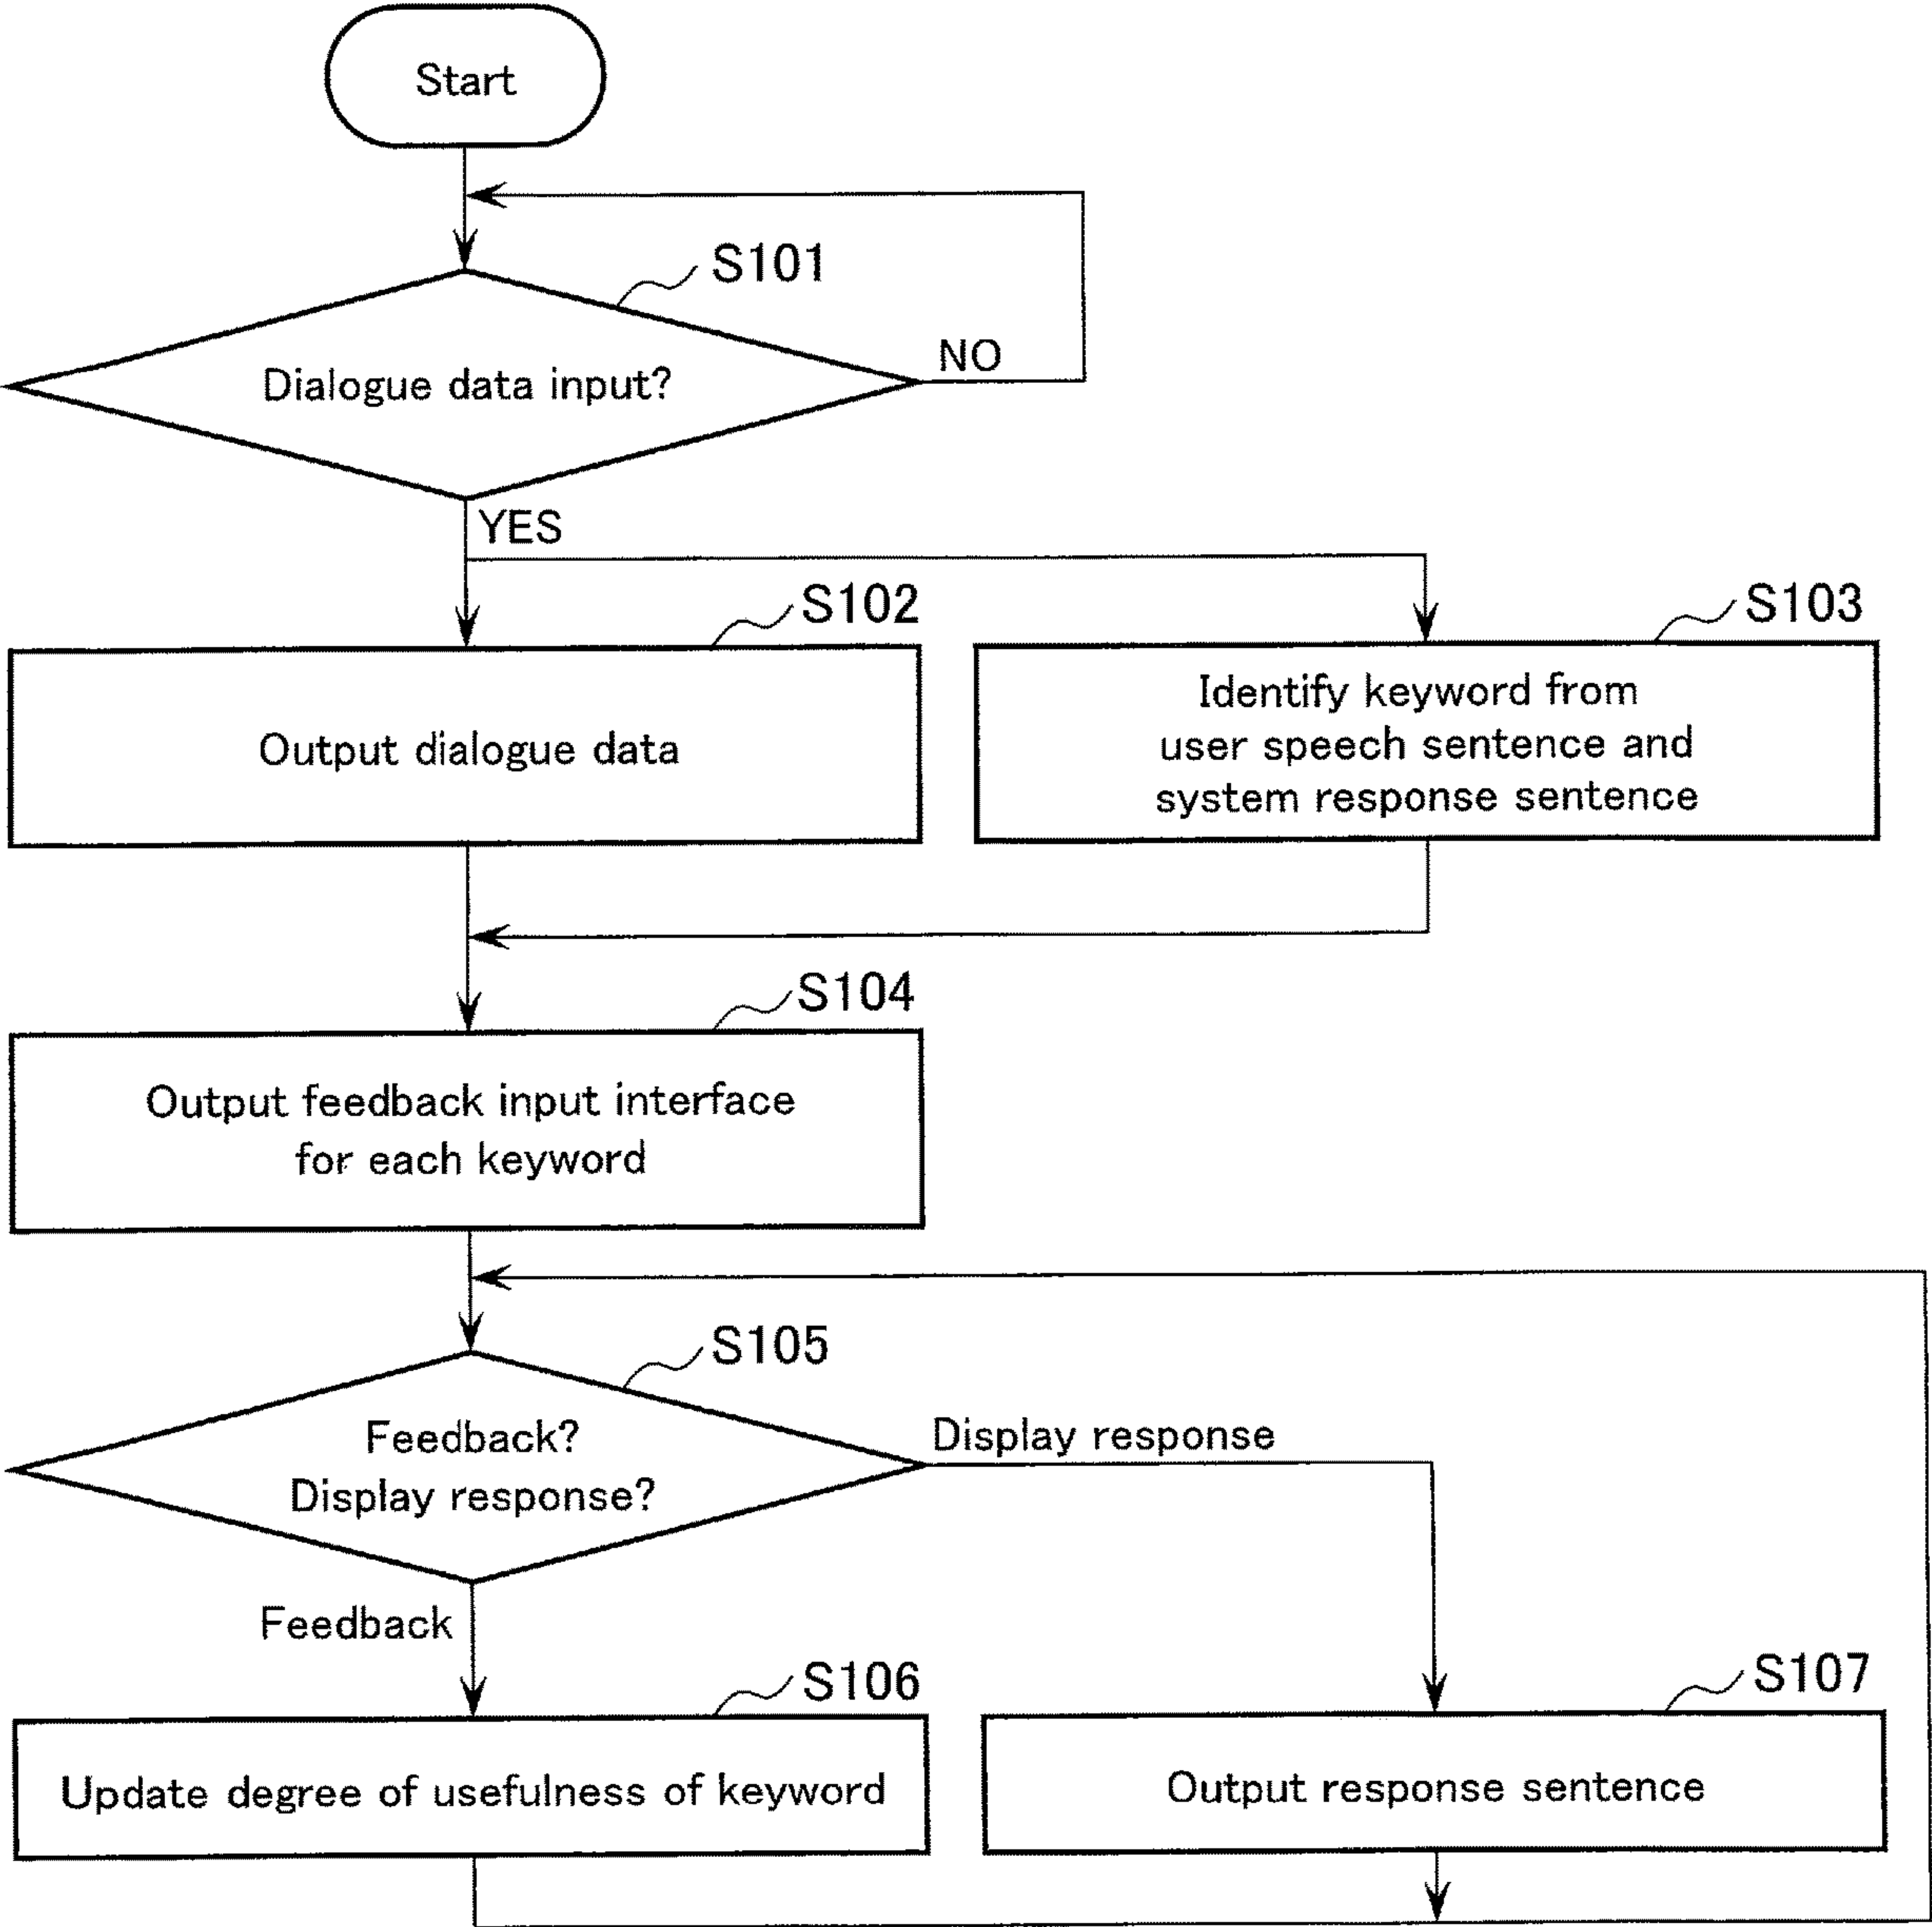 Start
S101
Dialogue data input?
NO
YES
S102
S103
Output dialogue data
Identify keyword from
user speech sentence and
system response sentence
S104
Output feedback input interface
for each keyword
S105
Feedback?
Display response?
Display response
Feedback
S106
S107
Update degree of usefulness of keyword
Output response sentence